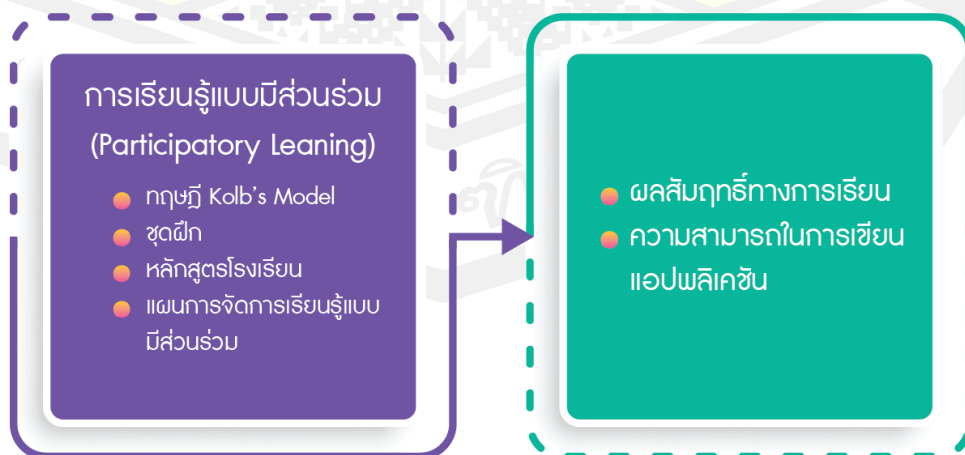 การเรียนรู้แบบมีส่วนร่วม
(Participatory Leaning)
ทฤษฎี Kolb's Model
ชุดฝึก
หลักสูตรโรงเรียน
แผนการจัดการเรียนรู้แบบ
มีส่วนร่วม
ผลสัมฤทธิ์ทางการเรียน
ความสามารถในการเขียน
แอปพลิเคชัน